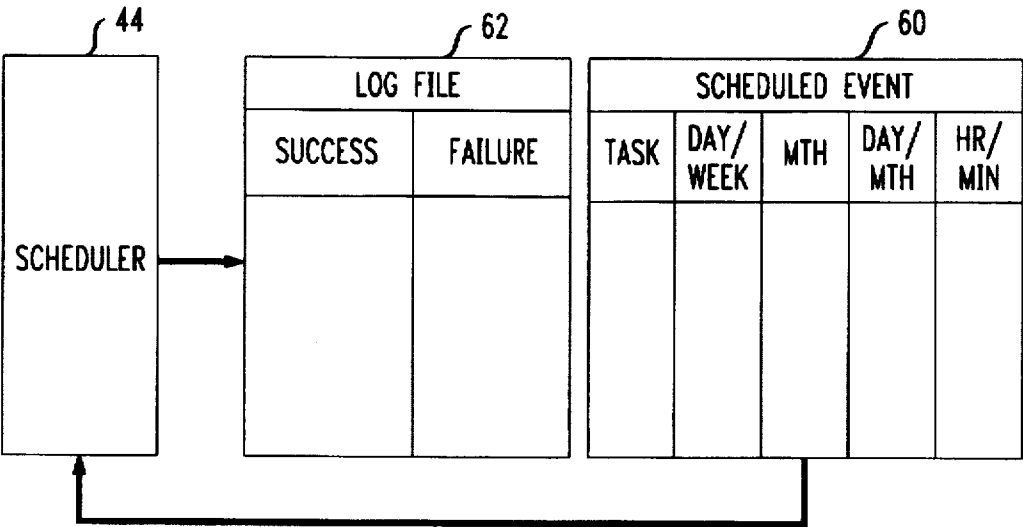 44
62
60
SCHEDULER
LOG FILE
SUCCESS FAILURE
SCHEDULED EVENT
TASK DAY/ WEEK MTH DAY/ MTH HR/ MIN